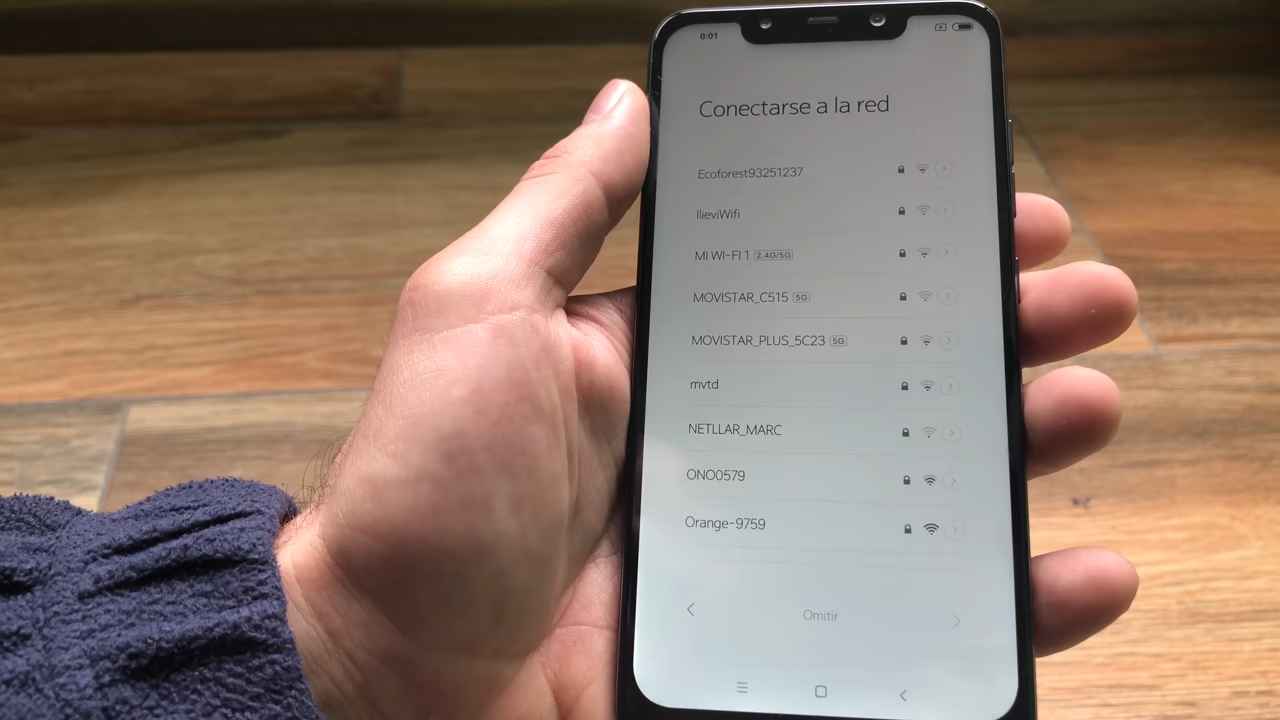 0:01
Conectarse a la red
Ecoforest93251237
IlieviWifi
MI WI-FI 1 2.4G/5G
MOVISTAR_C515 5G
MOVISTAR_PLUS_5C23 5G
mvtd
NETLLAR_MARC
ONO0579
Orange-9759
Omitir